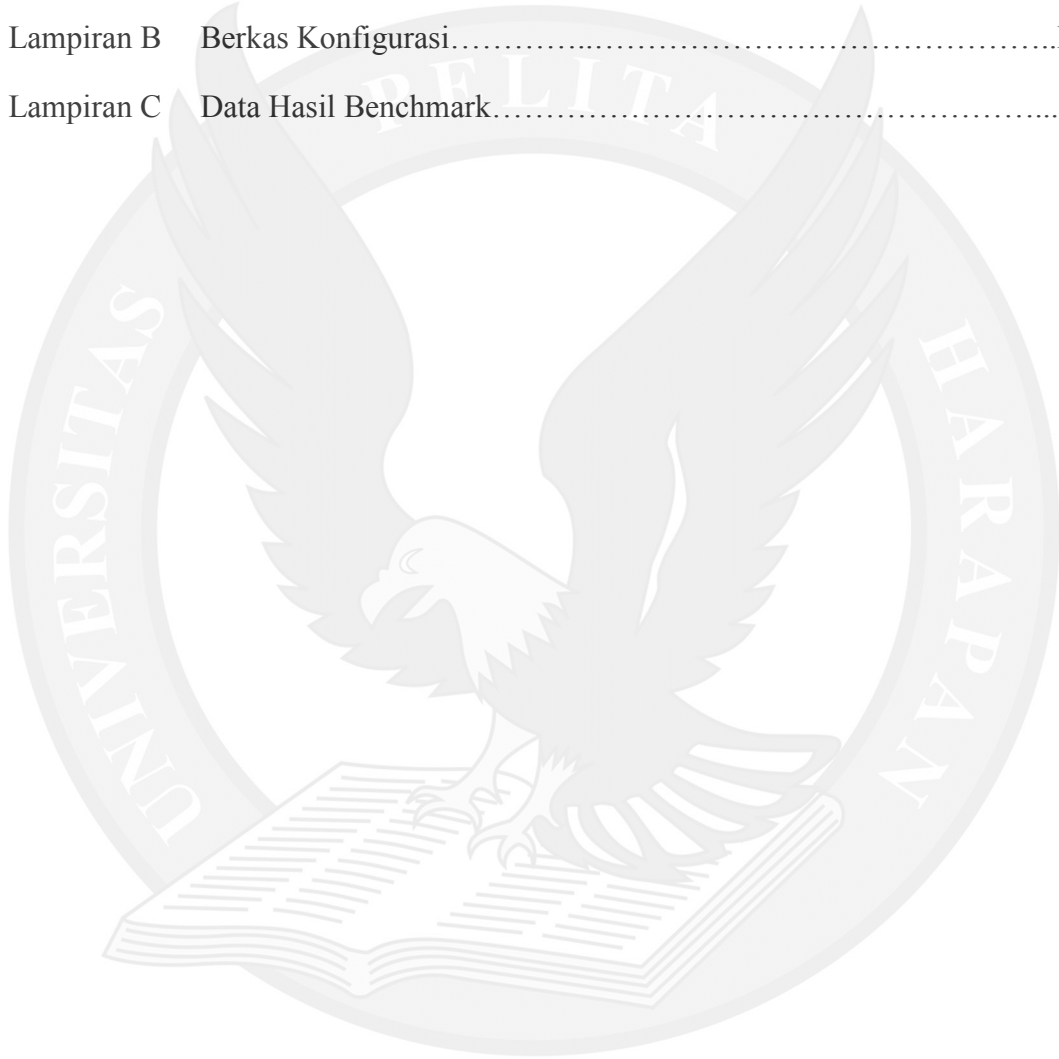 Lampiran B Berkas Konfigurasi…………..……………………………………..
Lampiran C Data Hasil Benchmark…………………………………………...
UNIVERSITAS PELITA HARAPAN